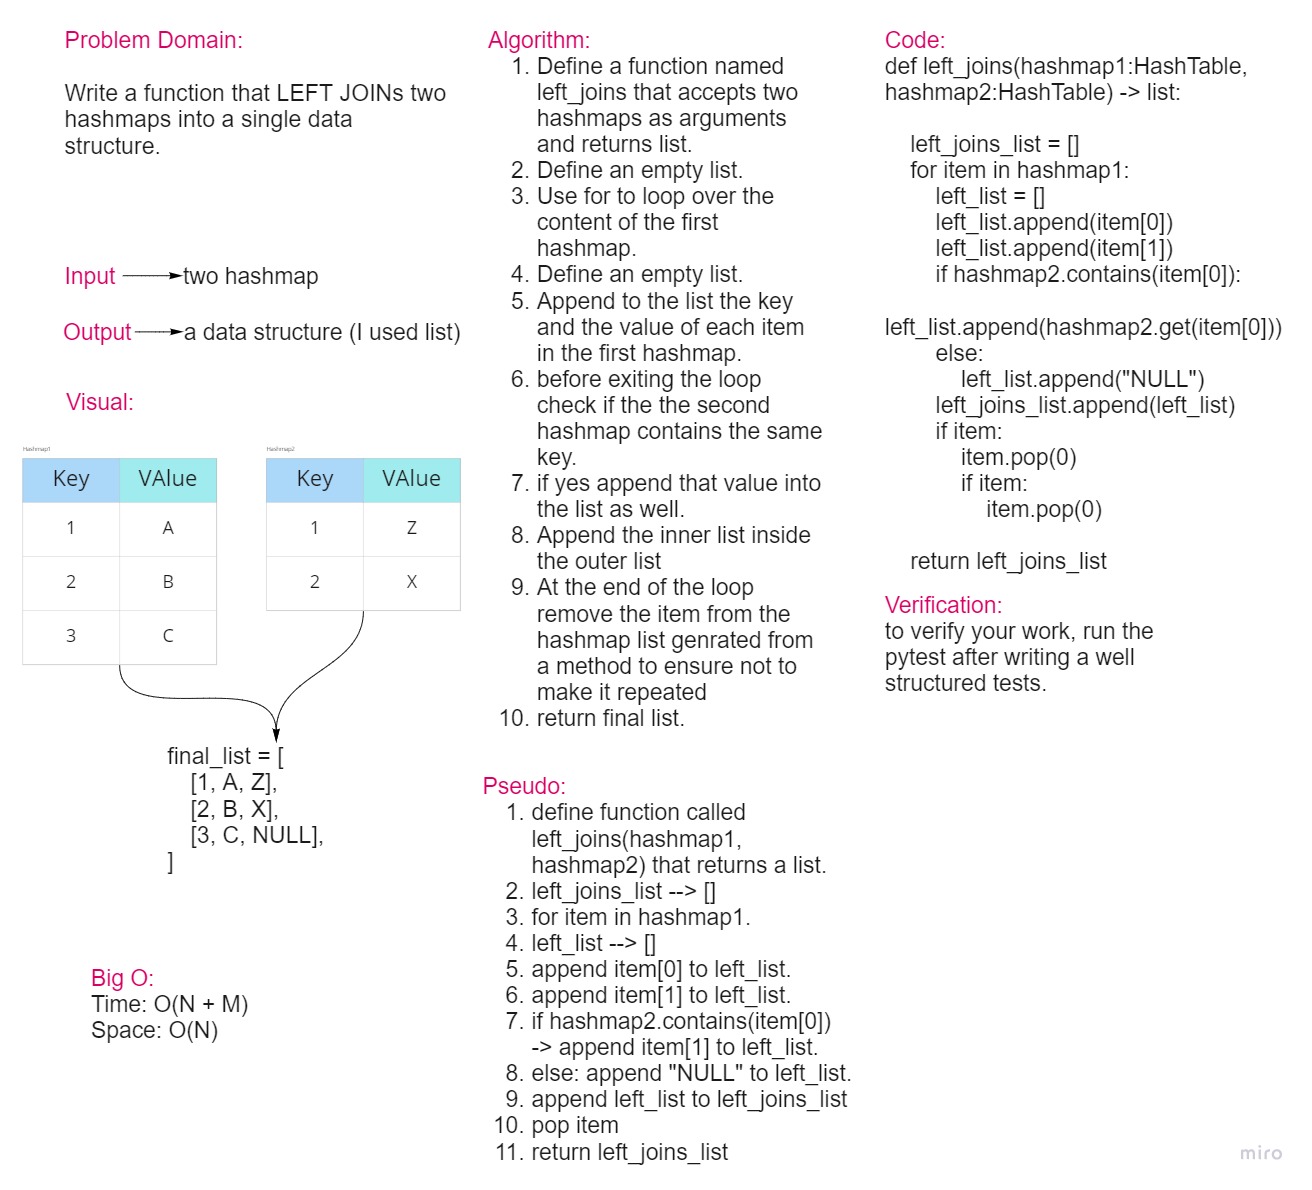 Problem Domain:
Write a function that LEFT JOINs two
hashmaps into a single data
structure.
Input
two hashmap
Output
a data structure (I used list)
Visual:
Hashmap1
Key VAlue
1 A
2 B
3 C
Hashmap2
Key VAlue
1 Z
2 X
final_list = [
[1, A, Z],
[2, B, X],
[3, C, NULL],
]
Big O:
Time: O(N + M)
Space: O(N)
Algorithm:
1. Define a function named
left_joins that accepts two
hashmaps as arguments
and returns list.
2. Define an empty list.
3. Use for to loop over the
content of the first
hashmap.
4. Define an empty list.
5. Append to the list the key
and the value of each item
in the first hashmap.
6. before exiting the loop
check if the the second
hashmap contains the same
key.
7. if yes append that value into
the list as well.
8. Append the inner list inside
the outer list
9. At the end of the loop
remove the item from the
hashmap list genrated from
a method to ensure not to
make it repeated
10. return final list.
Pseudo:
1. define function called
left_joins(hashmap1,
hashmap2) that returns a list.
2. left_joins_list --> []
3. for item in hashmap1.
4. left_list --> []
5. append item[0] to left_list.
6. append item[1] to left_list.
7. if hashmap2.contains(item[0])
-> append item[1] to left_list.
8. else: append "NULL" to left_list.
9. append left_list to left_joins_list
10. pop item
11. return left_joins_list
Code:
def left_joins(hashmap1:HashTable,
hashmap2:HashTable) -> list:
left_joins_list = []
for item in hashmap1:
left_list = []
left_list.append(item[0])
left_list.append(item[1])
if hashmap2.contains(item[0]):
left_list.append(hashmap2.get(item[0]))
else:
left_list.append("NULL")
left_joins_list.append(left_list)
if item:
item.pop(0)
if item:
item.pop(0)
return left_joins_list
Verification:
to verify your work, run the
pytest after writing a well
structured tests.
miro